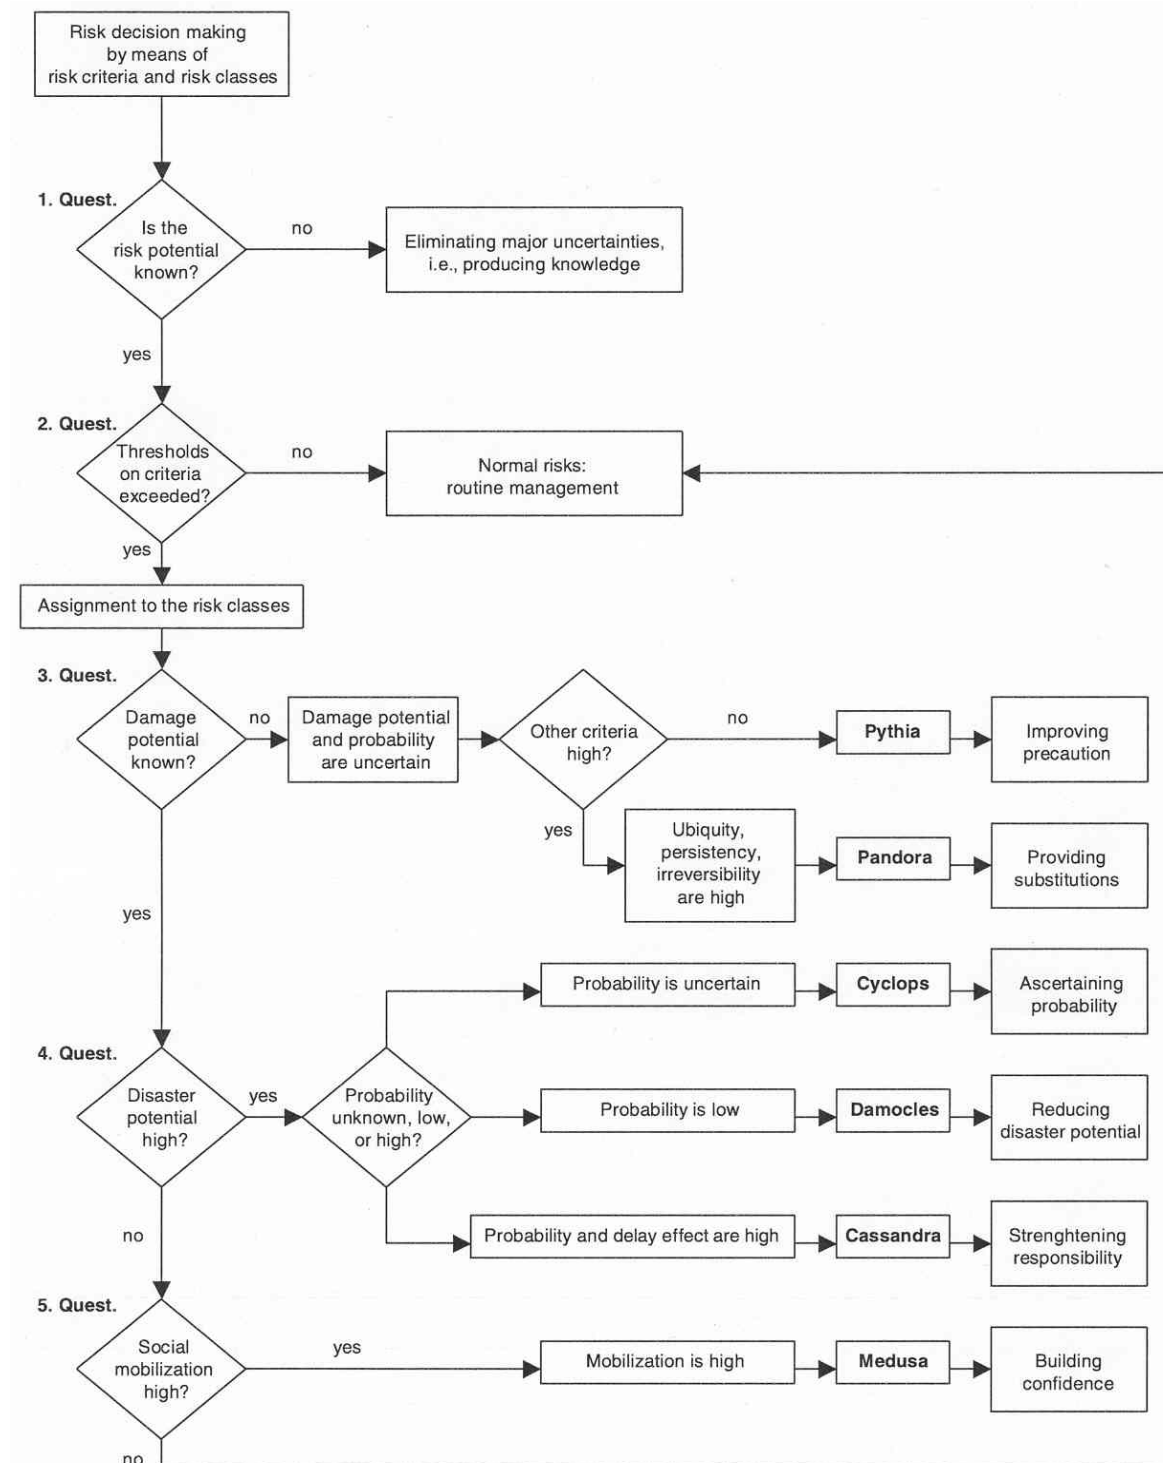 Risk decision making
by means of
risk criteria and risk classes
1. Quest.
Is the
risk potential
known?
no
Eliminating major uncertainties,
i.e., producing knowledge
yes
2. Quest.
Thresholds
on criteria
exceeded?
no
Normal risks:
routine management
yes
Assignment to the risk classes
3. Quest.
Damage
potential
known?
no
Damage potential
and probability
are uncertain
Other criteria
high?
no
Pythia
Improving
precaution
yes
Ubiquity,
persistency,
irreversibility
are high
Pandora
Providing
substitutions
yes
Probability is uncertain
Cyclops
Ascertaining
probability
4. Quest.
Disaster
potential
high?
yes
Probability
unknown, low,
or high?
Probability is low
Damocles
Reducing
disaster potential
no
Probability and delay effect are high
Cassandra
Strenghtening
responsibility
5. Quest.
Social
mobilization
high?
yes
Mobilization is high
Medusa
Building
confidence
no